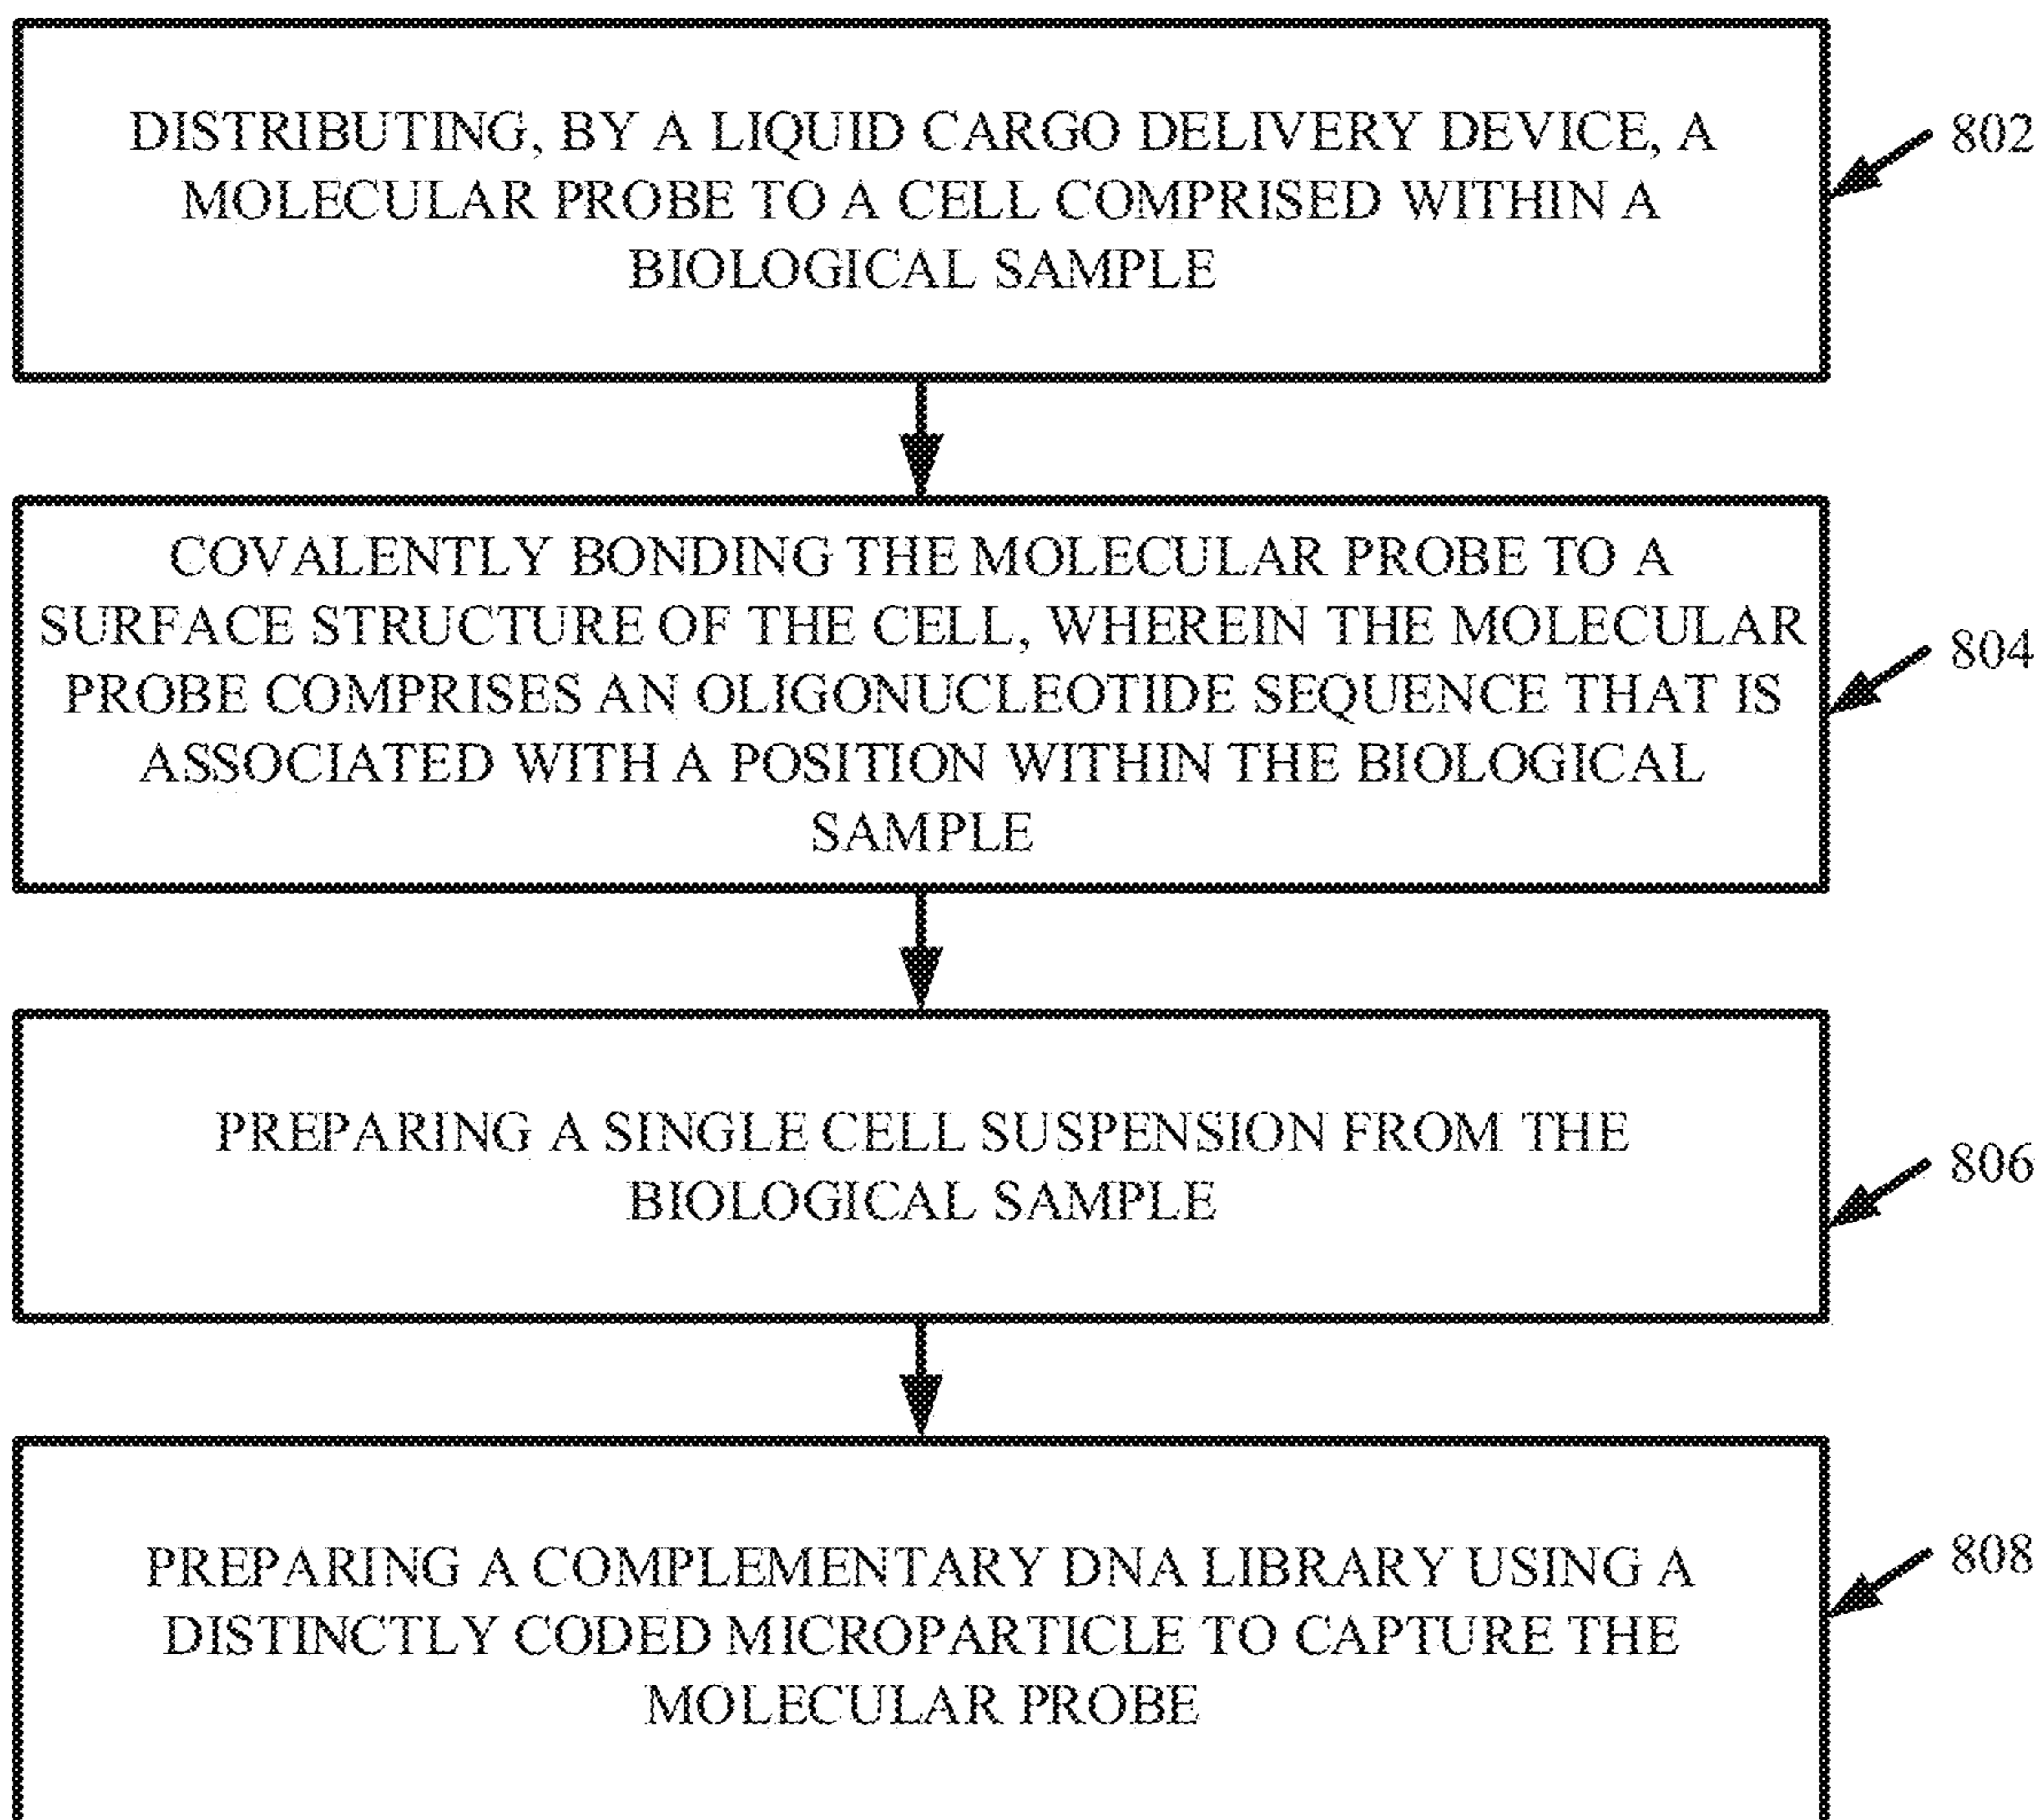 DISTRIBUTING, BY A LIQUID CARGO DELIVERY DEVICE, A
MOLECULAR PROBE TO A CELL COMPRISED WITHIN A
BIOLOGICAL SAMPLE
802
COVALENTLY BONDING THE MOLECULAR PROBE TO A
SURFACE STRUCTURE OF THE CELL, WHEREIN THE MOLECULAR
PROBE COMPRISES AN OLIGONUCLEOTIDE SEQUENCE THAT IS
ASSOCIATED WITH A POSITION WITHIN THE BIOLOGICAL
SAMPLE
804
PREPARING A SINGLE CELL SUSPENSION FROM THE
BIOLOGICAL SAMPLE
806
PREPARING A COMPLEMENTARY DNA LIBRARY USING A
DISTINCTLY CODED MICROPARTICLE TO CAPTURE THE
MOLECULAR PROBE
808